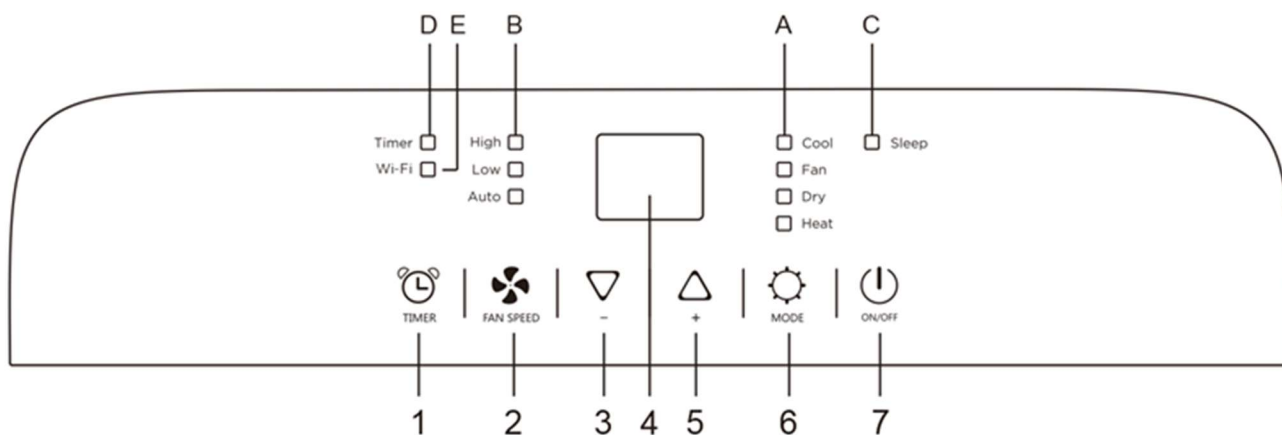 D E B A C
Timer High Cool Sleep
Wi-Fi Low Fan
Auto Dry
Heat
TIMER FAN SPEED − + MODE ON/OFF
1 2 3 4 5 6 7